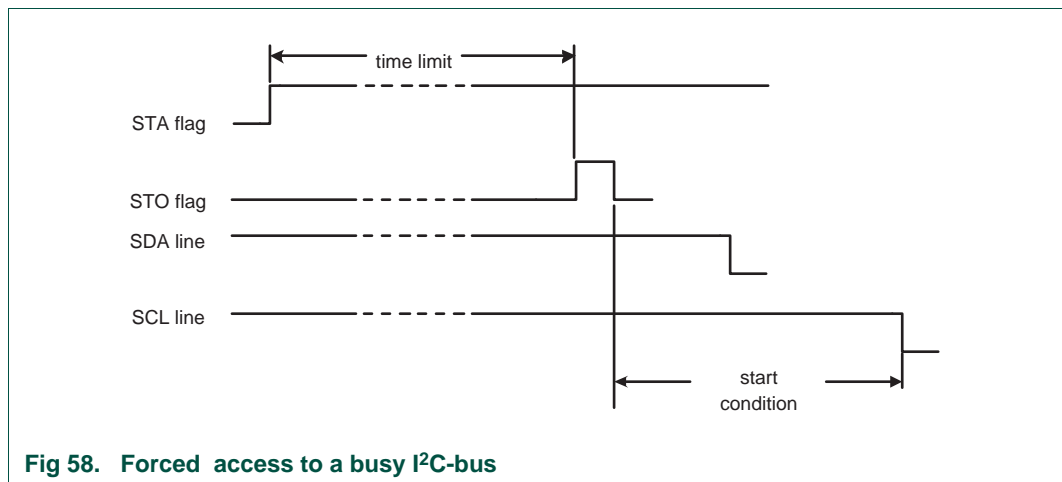 time limit
STA flag
STO flag
SDA line
SCL line
start
condition
Fig 58. Forced access to a busy I²C-bus